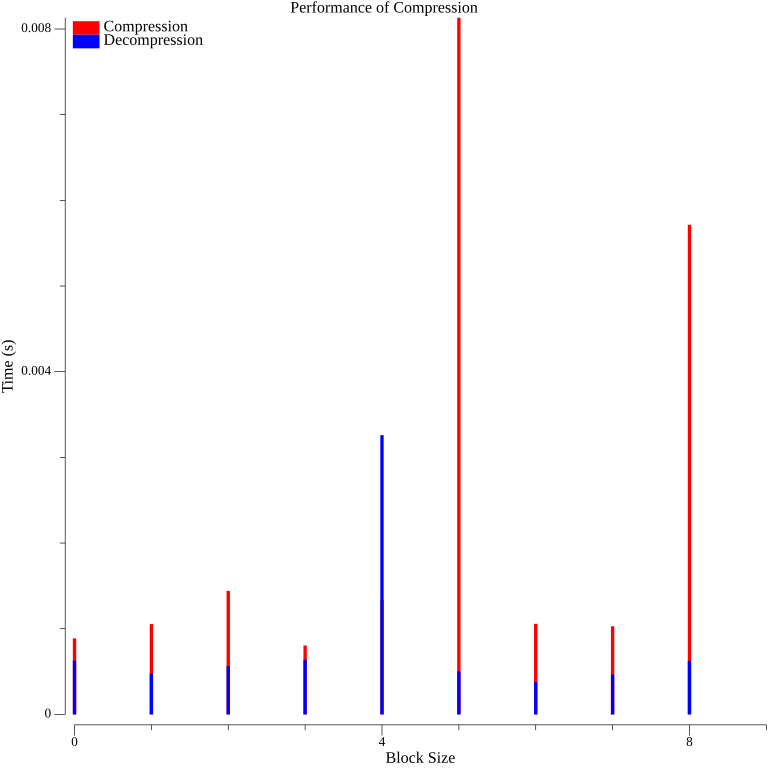 Performance of Compression
Compression
Decompression
0.008
0.004
0
Time (s)
0
4
8
Block Size